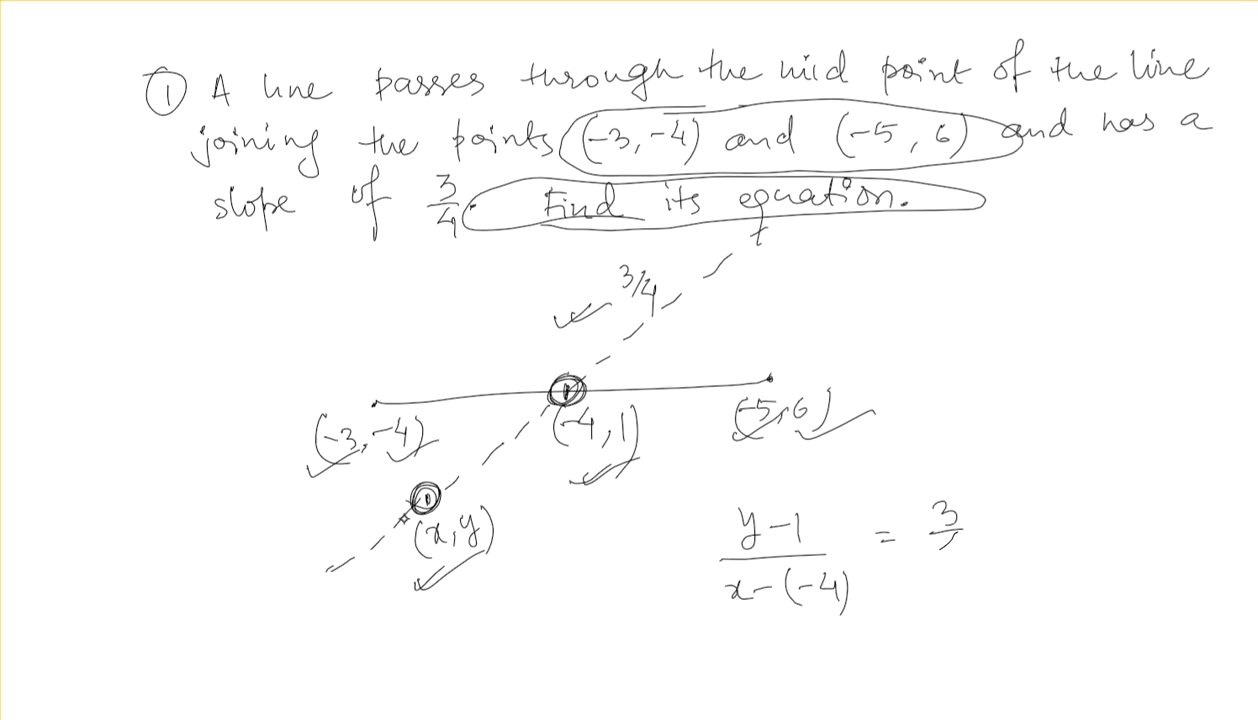 ① A line passes through the mid point of the line
joining the points (-3, -4) and (-5, 6) and has a
slope of 3/4. Find its equation.
3/4
(-3, -4) (-4, 1) (-5, 6)
(x, y)
y-1 / x-(-4) = 3/